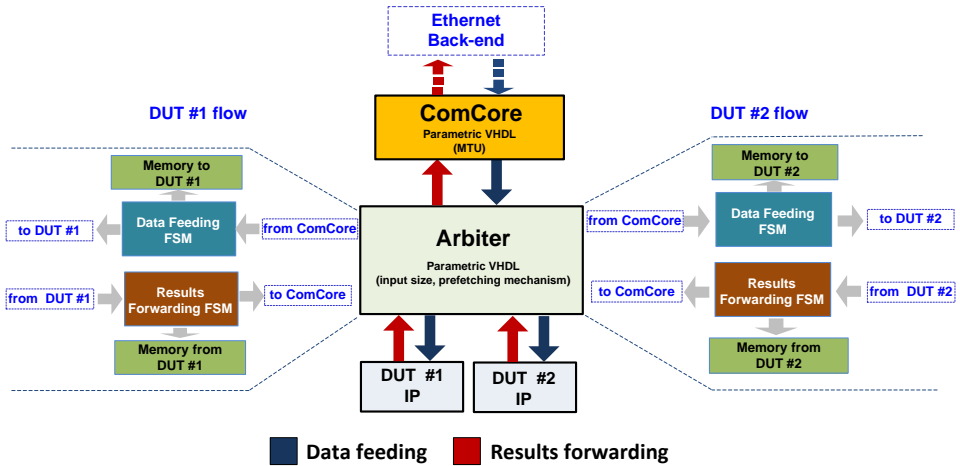 Ethernet
Back-end
DUT #1 flow
ComCore
Parametric VHDL
(MTU)
DUT #2 flow
Memory to
DUT #1
to DUT #1
Data Feeding
FSM
from ComCore
from DUT #1
Results
Forwarding FSM
to ComCore
Memory from
DUT #1
Arbiter
Parametric VHDL
(input size, prefetching mechanism)
Memory to
DUT #2
from ComCore
Data Feeding
FSM
to DUT #2
to ComCore
Results
Forwarding FSM
from DUT #2
Memory from
DUT #2
DUT #1
IP
DUT #2
IP
Data feeding
Results forwarding